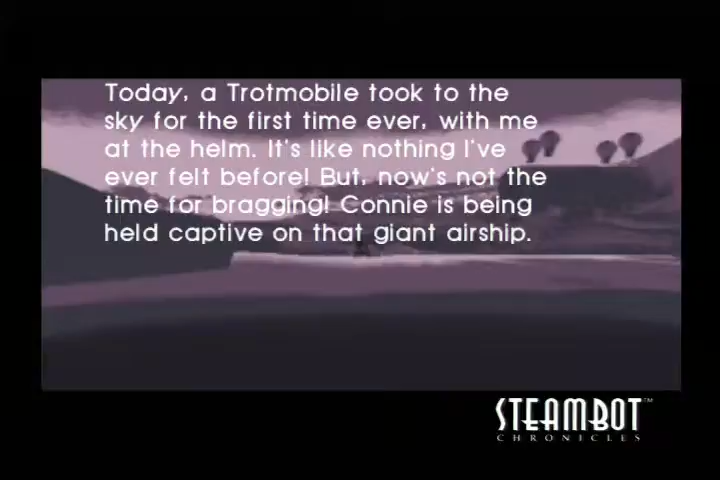 Today, a Trotmobile took to the
sky for the first time ever, with me
at the helm. It's like nothing I've
ever felt before! But, now's not the
time for bragging! Connie is being
held captive on that giant airship.
STEAMBOT™
CHRONICLES